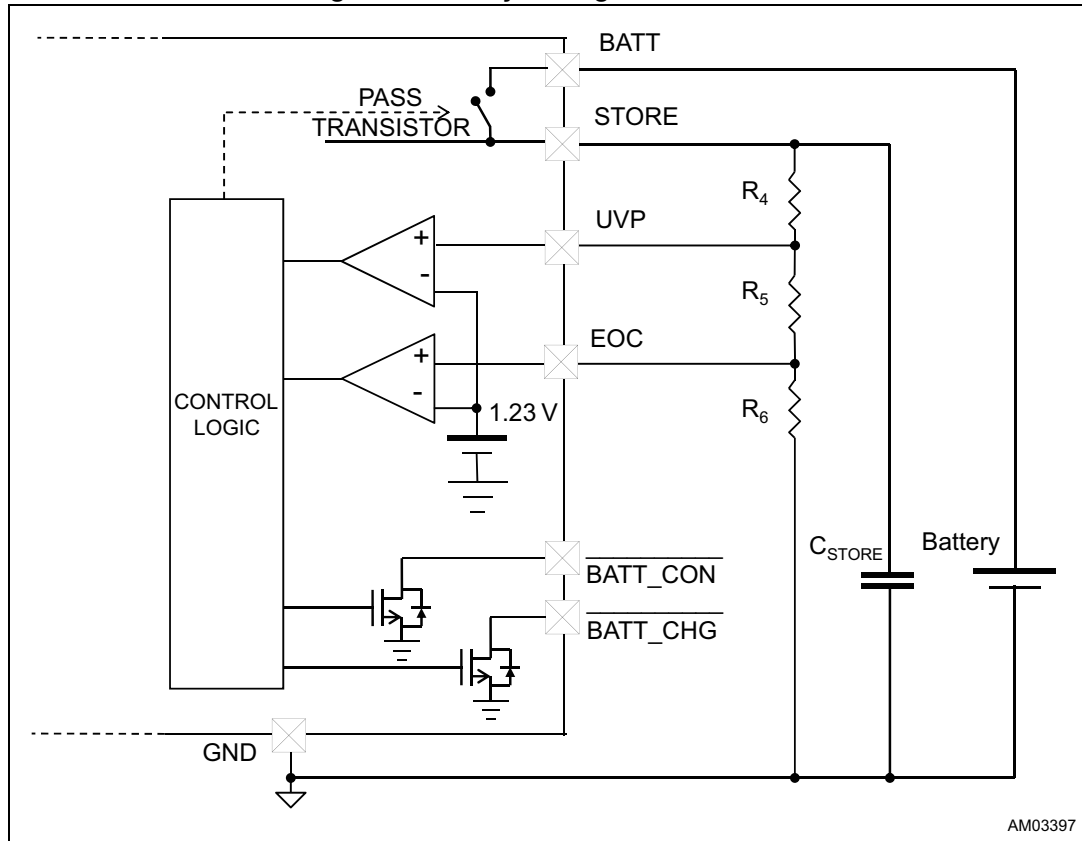 BATT
PASS
TRANSISTOR
STORE
R4
UVP
+
-
R5
EOC
+
-
1.23 V
R6
CONTROL
LOGIC
CSTORE
Battery
BATT_CON
BATT_CHG
GND
AM03397